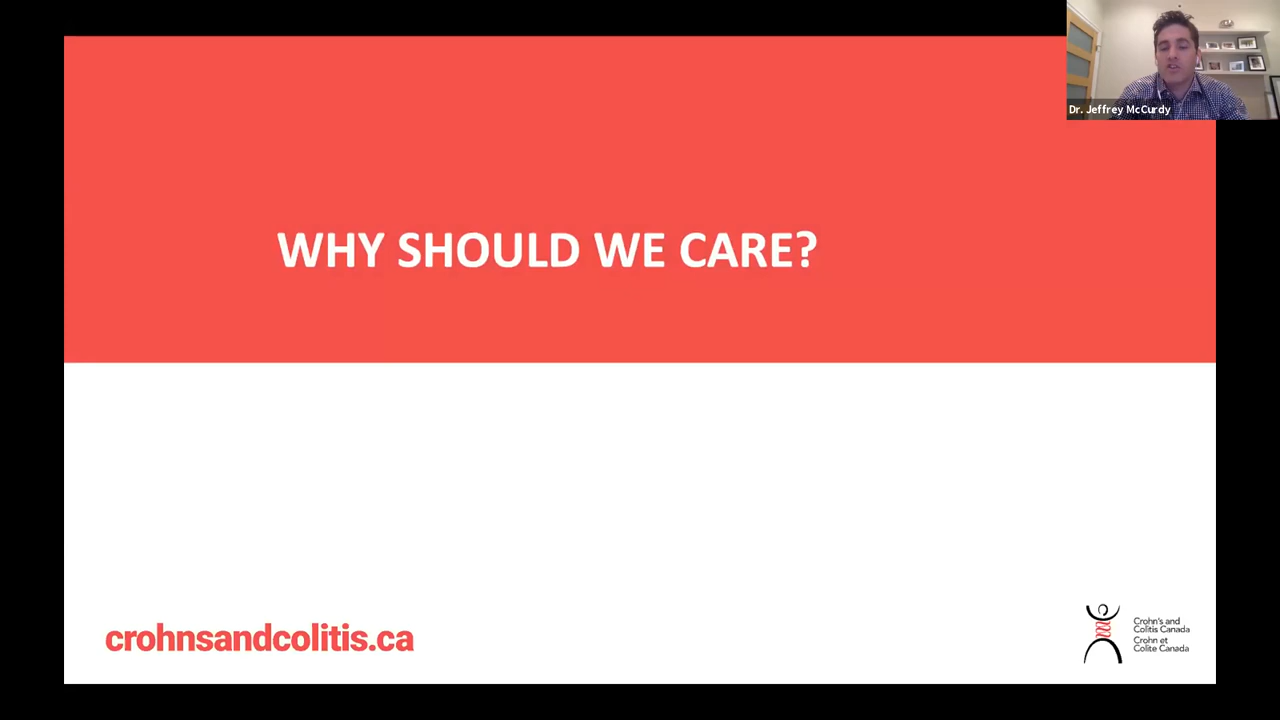 Dr. Jeffrey McCurdy
WHY SHOULD WE CARE?
crohnsandcolitis.ca
Crohn's and
Colitis Canada
Crohn et
Colite Canada